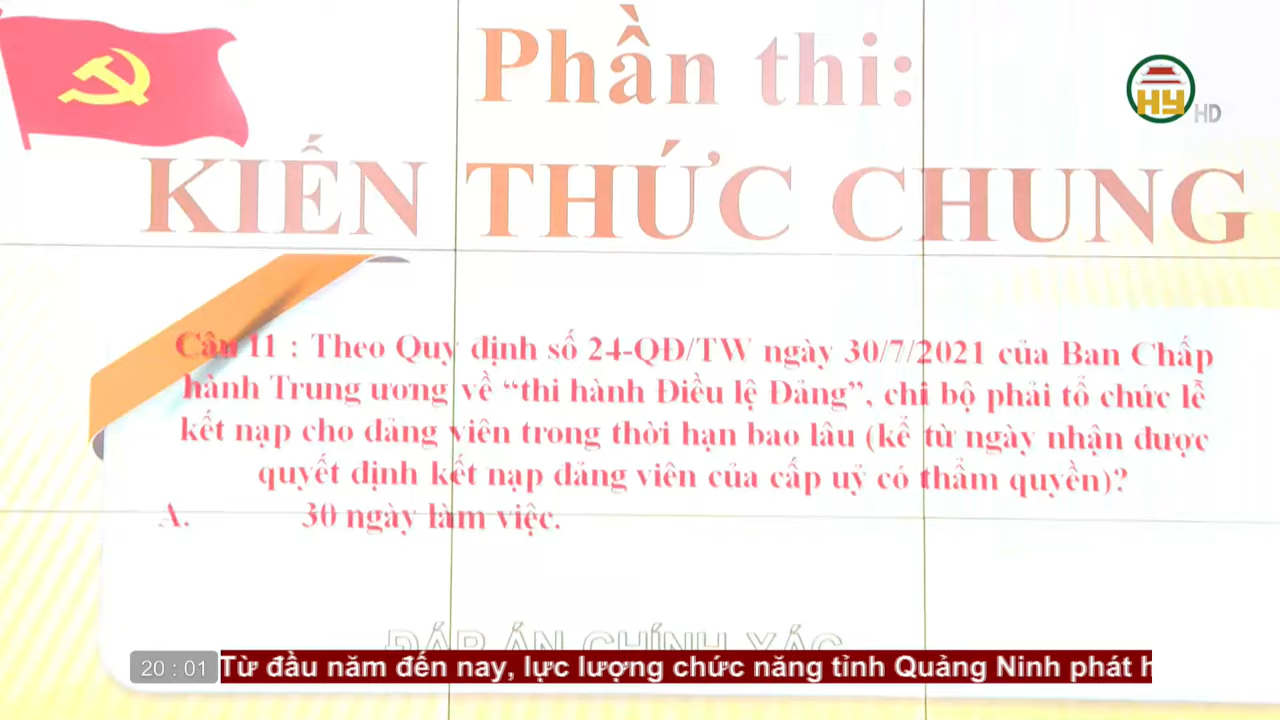 Phần thi:
HY HD
KIẾN THỨC CHUNG
Câu 11 : Theo Quy định số 24-QĐ/TW ngày 30/7/2021 của Ban Chấp
hành Trung ương về “thi hành Điều lệ Đảng”, chi bộ phải tổ chức lễ
kết nạp cho đảng viên trong thời hạn bao lâu (kể từ ngày nhận được
quyết định kết nạp đảng viên của cấp uỷ có thẩm quyền)?
A. 30 ngày làm việc.
ĐÁP ÁN CHÍNH XÁC
20 : 01 Từ đầu năm đến nay, lực lượng chức năng tỉnh Quảng Ninh phát h